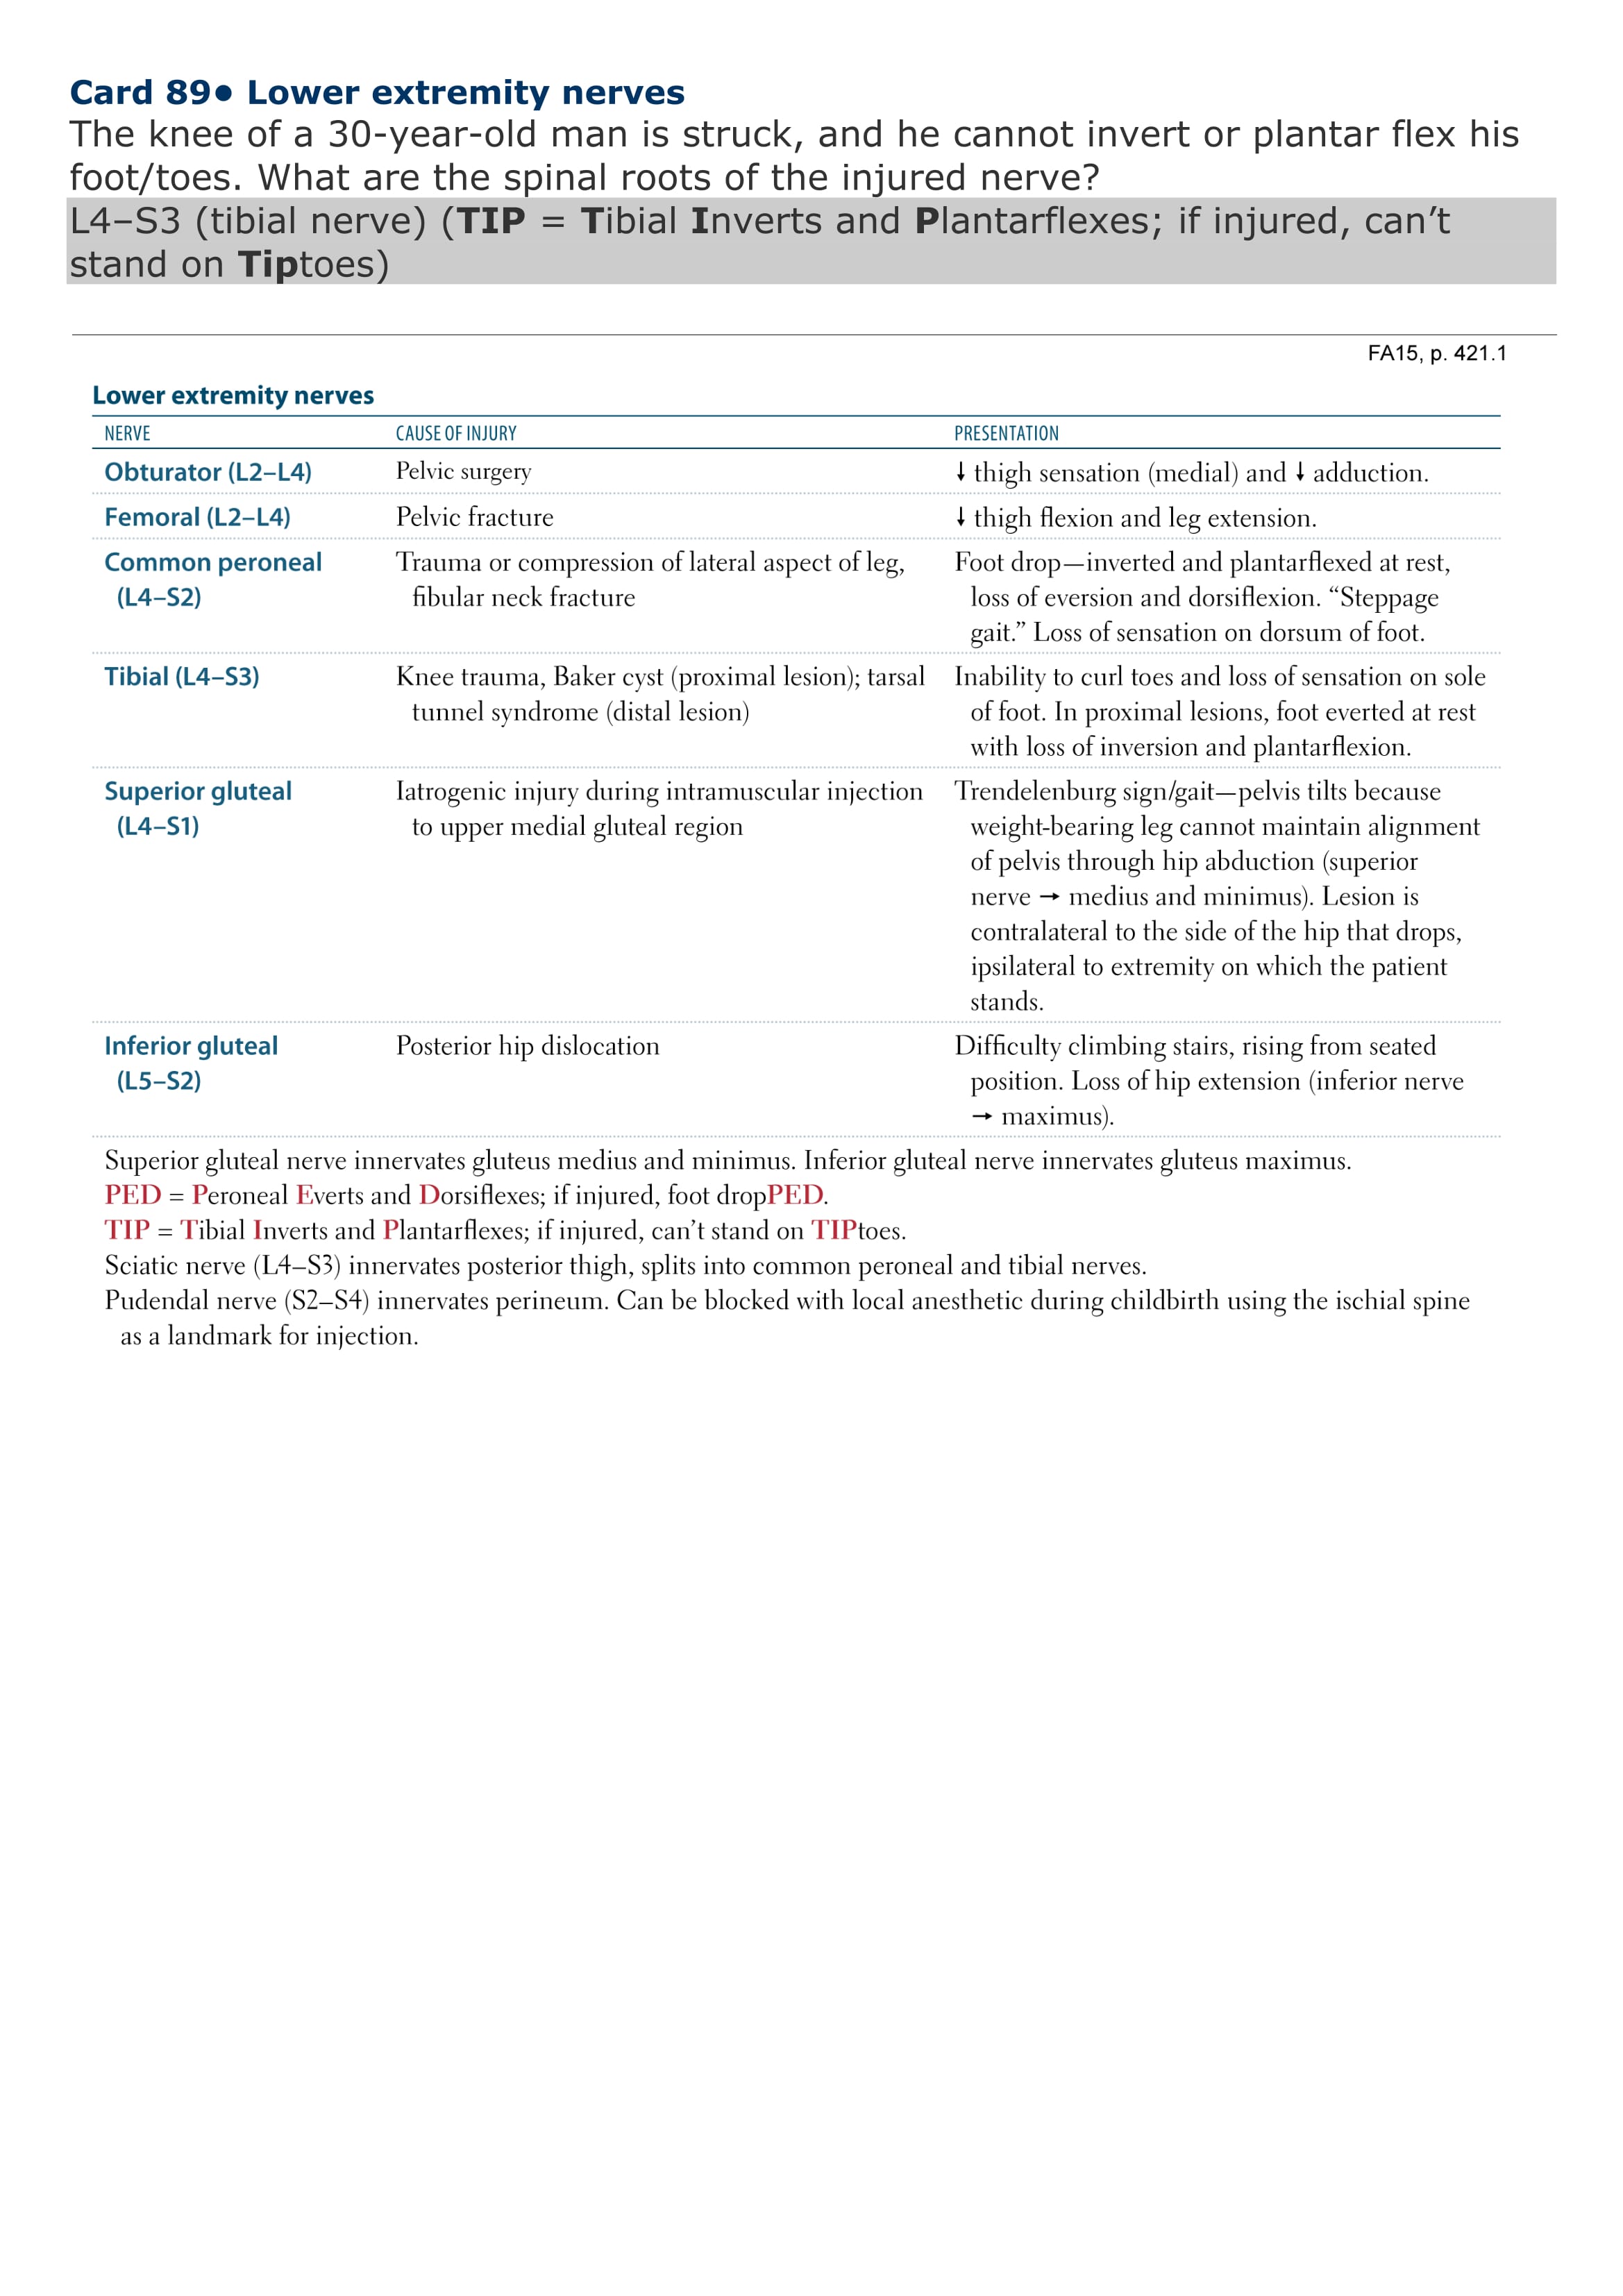 Card 89● Lower extremity nerves
The knee of a 30-year-old man is struck, and he cannot invert or plantar flex his
foot/toes. What are the spinal roots of the injured nerve?
L4–S3 (tibial nerve) (TIP = Tibial Inverts and Plantarflexes; if injured, can’t
stand on Tiptoes)
FA15, p. 421.1
Lower extremity nerves
NERVE CAUSE OF INJURY PRESENTATION
Obturator (L2–L4) Pelvic surgery ↓ thigh sensation (medial) and ↓ adduction.
Femoral (L2–L4) Pelvic fracture ↓ thigh flexion and leg extension.
Common peroneal Trauma or compression of lateral aspect of leg, Foot drop—inverted and plantarflexed at rest,
(L4–S2) fibular neck fracture loss of eversion and dorsiflexion. “Steppage
gait.” Loss of sensation on dorsum of foot.
Tibial (L4–S3) Knee trauma, Baker cyst (proximal lesion); tarsal Inability to curl toes and loss of sensation on sole
tunnel syndrome (distal lesion) of foot. In proximal lesions, foot everted at rest
with loss of inversion and plantarflexion.
Superior gluteal Iatrogenic injury during intramuscular injection Trendelenburg sign/gait—pelvis tilts because
(L4–S1) to upper medial gluteal region weight-bearing leg cannot maintain alignment
of pelvis through hip abduction (superior
nerve → medius and minimus). Lesion is
contralateral to the side of the hip that drops,
ipsilateral to extremity on which the patient
stands.
Inferior gluteal Posterior hip dislocation Difficulty climbing stairs, rising from seated
(L5–S2) position. Loss of hip extension (inferior nerve
→ maximus).
Superior gluteal nerve innervates gluteus medius and minimus. Inferior gluteal nerve innervates gluteus maximus.
PED = Peroneal Everts and Dorsiflexes; if injured, foot dropPED.
TIP = Tibial Inverts and Plantarflexes; if injured, can’t stand on TIPtoes.
Sciatic nerve (L4–S3) innervates posterior thigh, splits into common peroneal and tibial nerves.
Pudendal nerve (S2–S4) innervates perineum. Can be blocked with local anesthetic during childbirth using the ischial spine
as a landmark for injection.